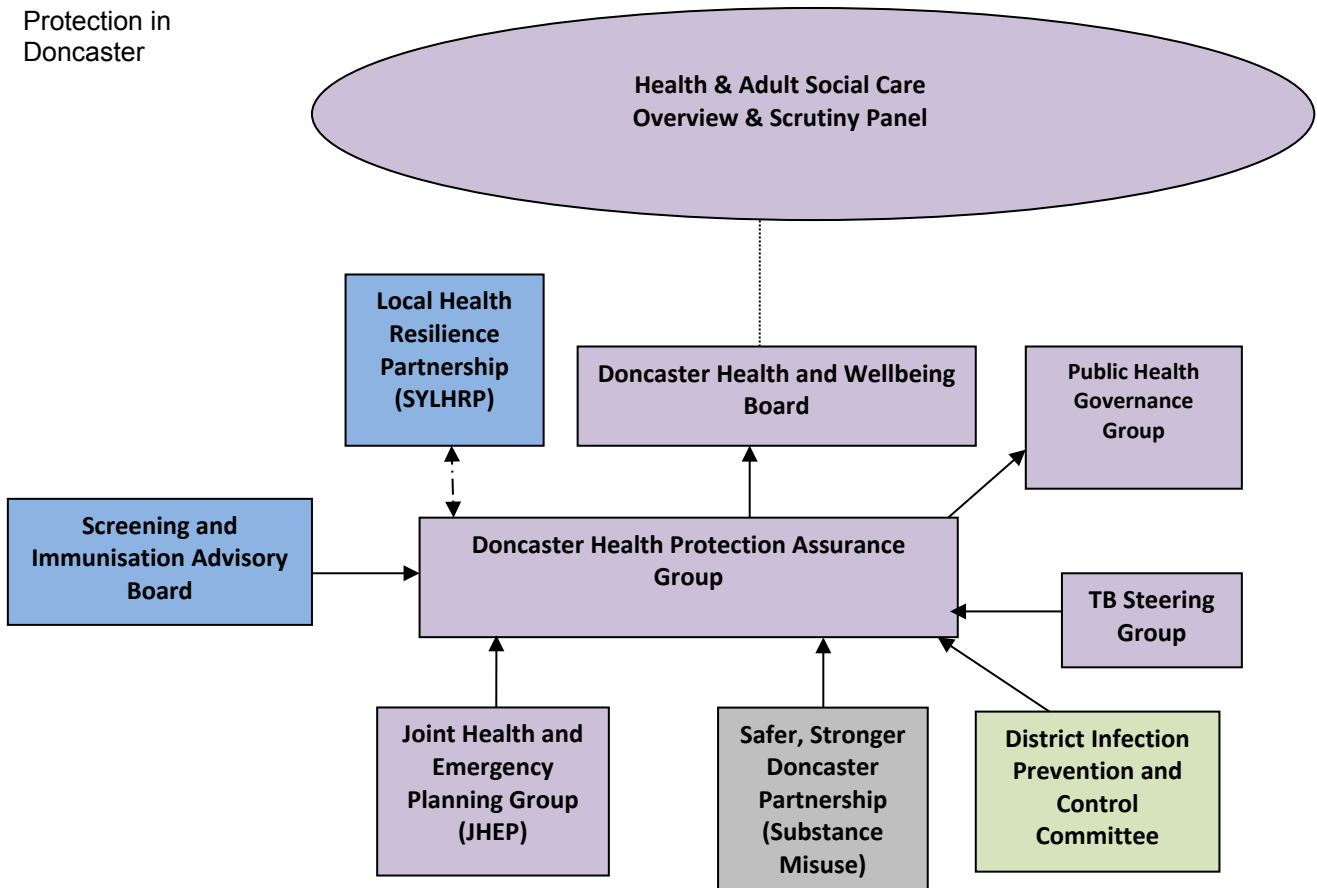 Protection in
Doncaster
Health & Adult Social Care
Overview & Scrutiny Panel
Local Health
Resilience
Partnership
(SYLHRP)
Doncaster Health and Wellbeing
Board
Public Health
Governance
Group
Screening and
Immunisation Advisory
Board
Doncaster Health Protection Assurance
Group
TB Steering
Group
Joint Health and
Emergency
Planning Group
(JHEP)
Safer, Stronger
Doncaster
Partnership
(Substance
Misuse)
District Infection
Prevention and
Control
Committee